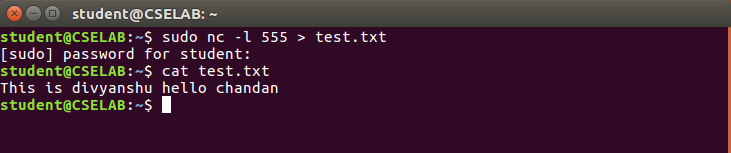 student@CSELAB: ~
student@CSELAB:~$ sudo nc -l 555 > test.txt
[sudo] password for student:
student@CSELAB:~$ cat test.txt
This is divyanshu hello chandan
student@CSELAB:~$